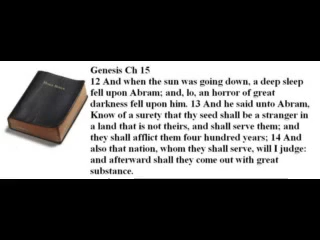 Genesis Ch 15
12 And when the sun was going down, a deep sleep
fell upon Abram; and, lo, an horror of great
darkness fell upon him. 13 And he said unto Abram,
Know of a surety that thy seed shall be a stranger in
a land that is not theirs, and shall serve them; and
they shall afflict them four hundred years; 14 And
also that nation, whom they shall serve, will I judge:
and afterward shall they come out with great
substance.